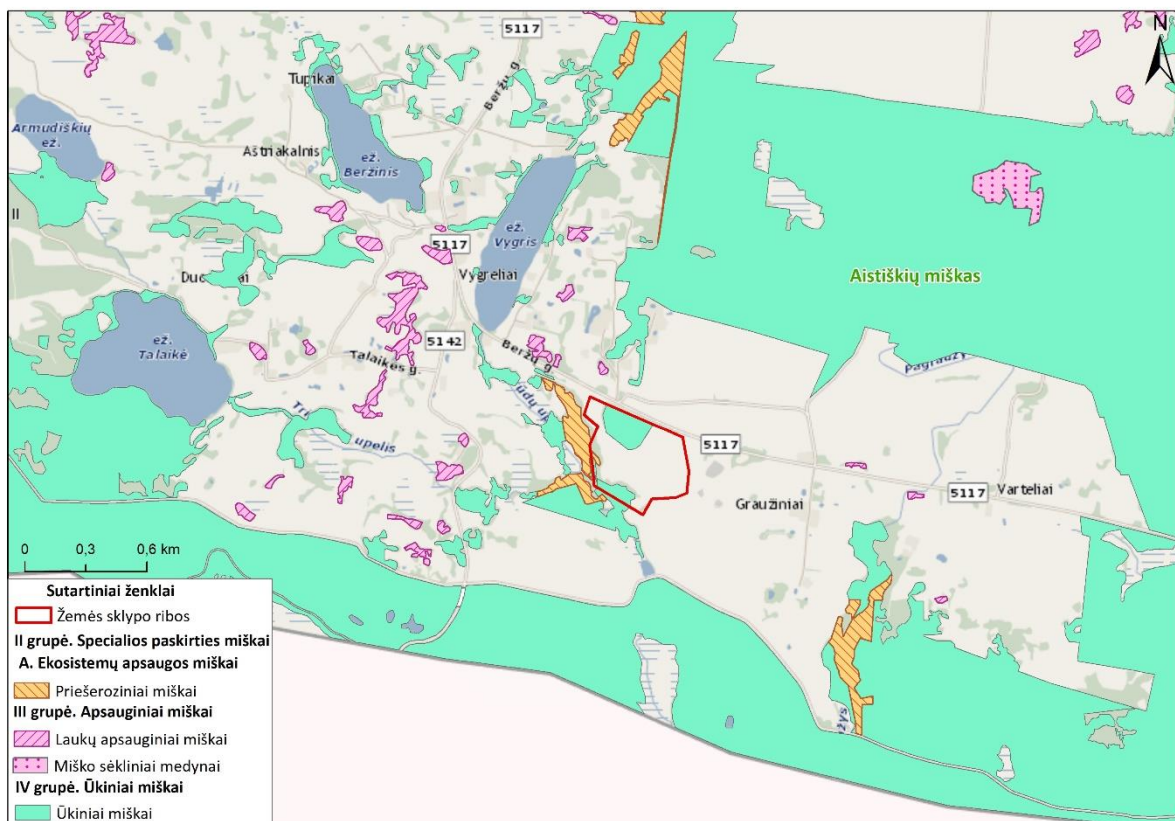 5117
N
Tupikai
Beržų g.
Armudiškių
ež.
Aštriakalnis
ež.
Beržinis
ež.
Vygris
II
5117
Vygreliai
Aistiškių miškas
ež.
Talaikė
5142
Talaikės g.
Beržų g.
upelis
5117
Graužiniai
5117
Varteliai
0 0,3 0,6 km
Sutartiniai ženklai
Žemės sklypo ribos
II grupė. Specialios paskirties miškai
A. Ekosistemų apsaugos miškai
Priešeroziniai miškai
III grupė. Apsauginiai miškai
Laukų apsauginiai miškai
Miško sėkliniai medynai
IV grupė. Ūkiniai miškai
Ūkiniai miškai